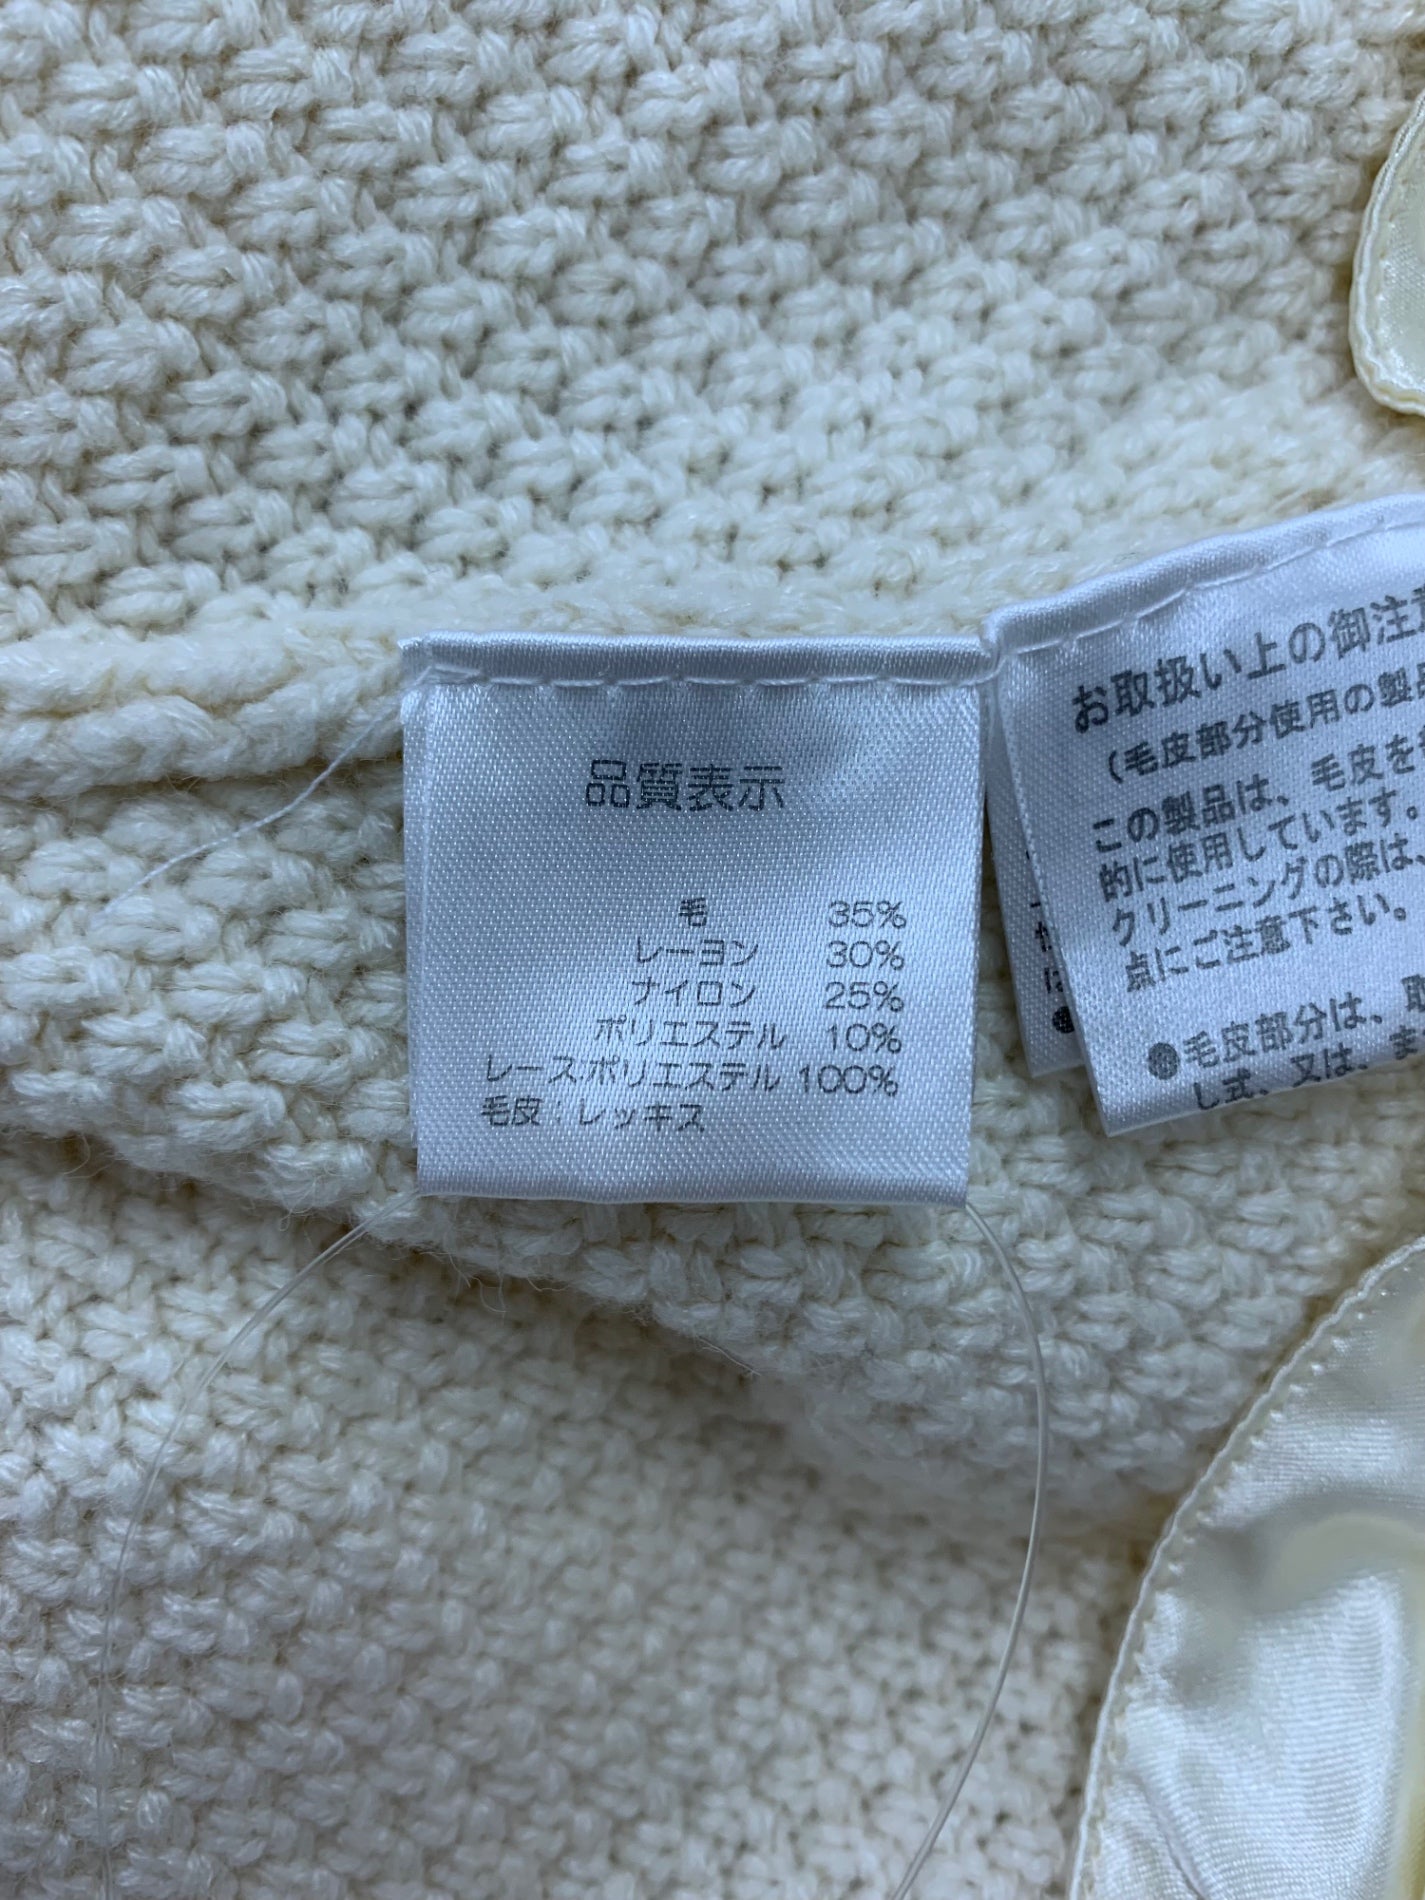 品質表示
毛 35%
レーヨン 30%
ナイロン 25%
ポリエステル 10%
レース:ポリエステル 100%
毛皮:レッキス
お取扱い上の御注
(毛皮部分使用の製
この製品は、毛皮を
的に使用しています。
クリーニングの際は、
点にご注意下さい。
●毛皮部分は、
し式、又は、ま
は